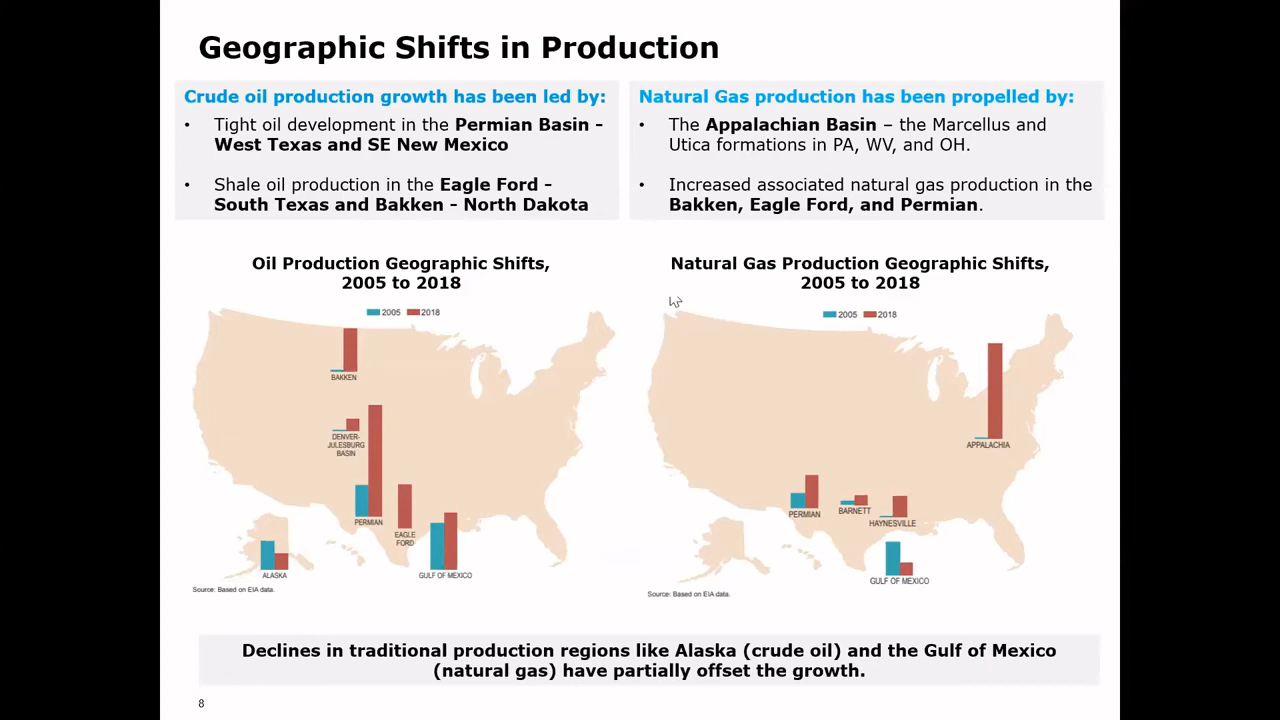 Geographic Shifts in Production
Crude oil production growth has been led by:
• Tight oil development in the Permian Basin –
West Texas and SE New Mexico
• Shale oil production in the Eagle Ford –
South Texas and Bakken – North Dakota
Natural Gas production has been propelled by:
• The Appalachian Basin – the Marcellus and
Utica formations in PA, WV, and OH.
• Increased associated natural gas production in the
Bakken, Eagle Ford, and Permian.
Oil Production Geographic Shifts,
2005 to 2018
2005 2018
BAKKEN
DENVER-
JULESBURG
BASIN
PERMIAN
EAGLE
FORD
ALASKA
GULF OF MEXICO
Source: Based on EIA data.
Natural Gas Production Geographic Shifts,
2005 to 2018
2005 2018
APPALACHIA
PERMIAN
BARNETT
HAYNESVILLE
GULF OF MEXICO
Source: Based on EIA data.
Declines in traditional production regions like Alaska (crude oil) and the Gulf of Mexico
(natural gas) have partially offset the growth.
8